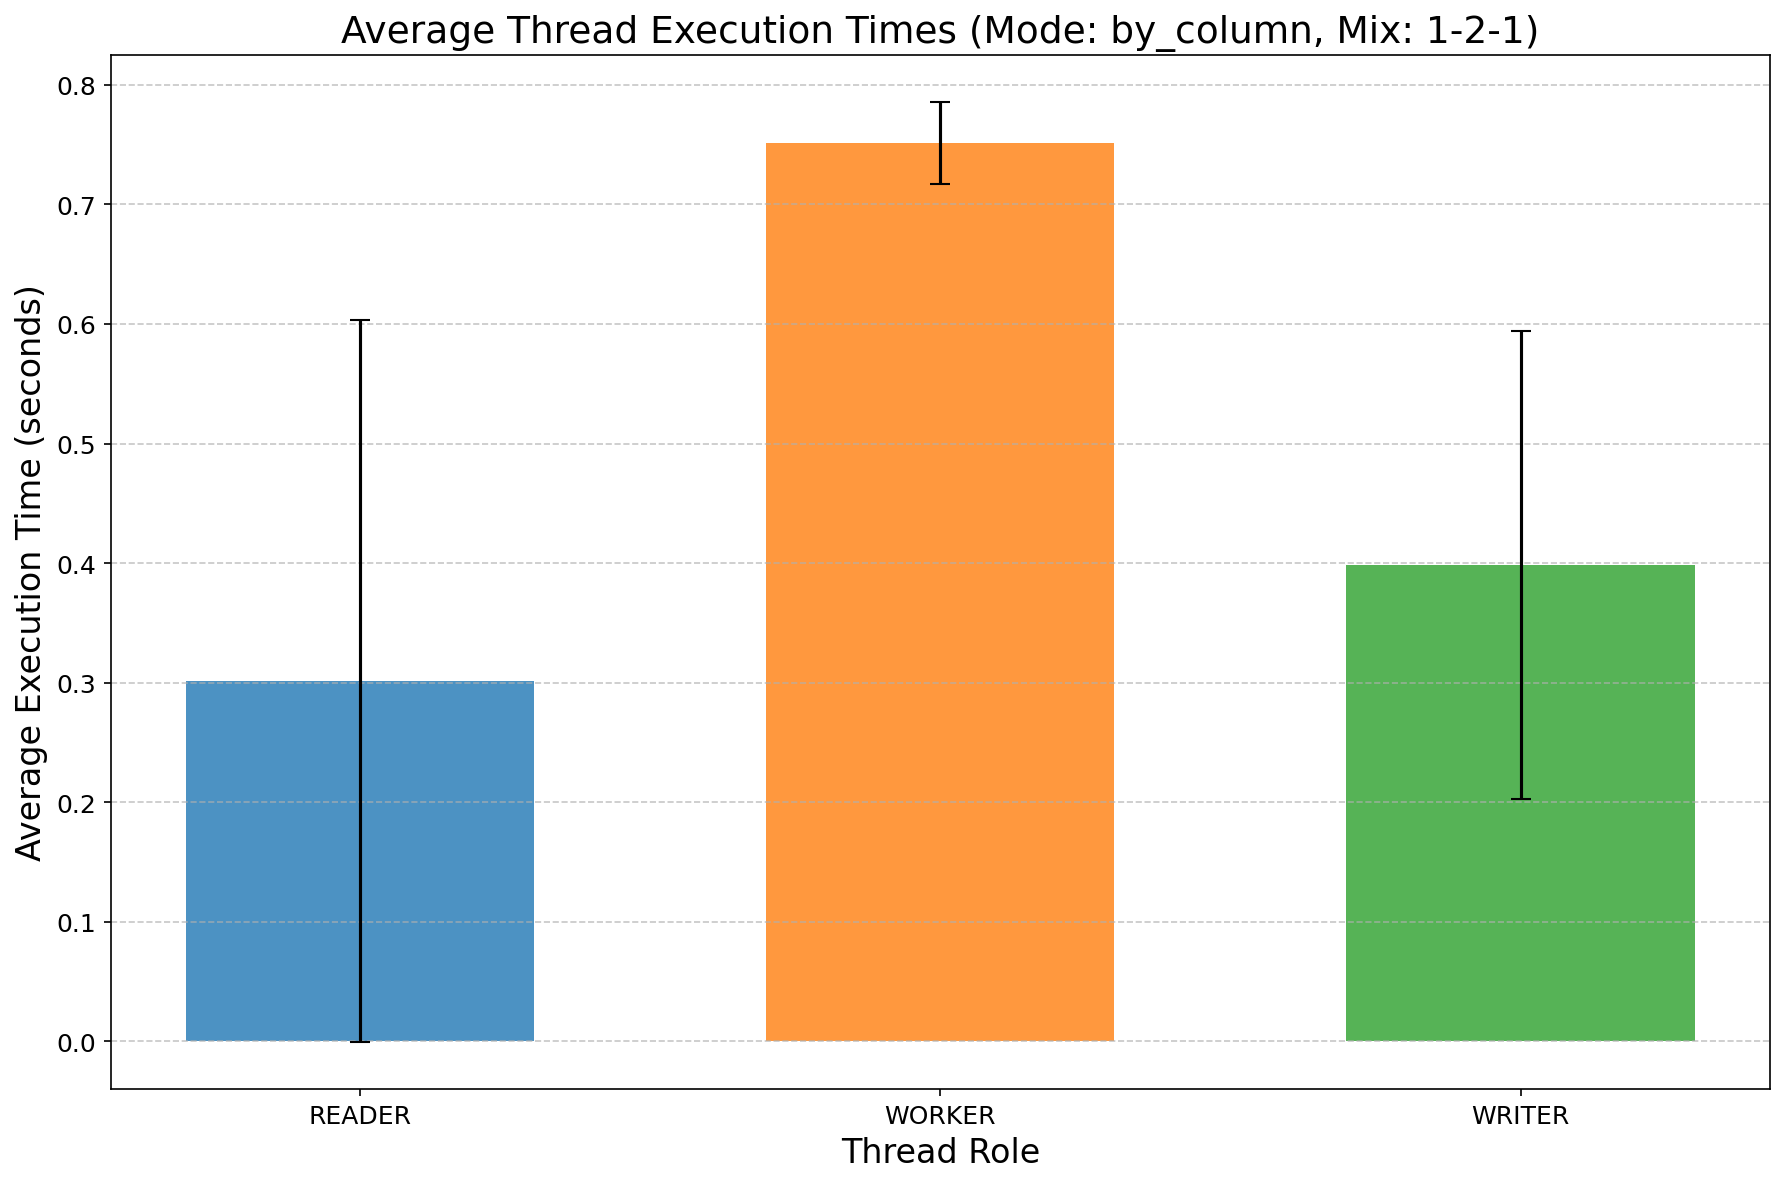 Average Thread Execution Times (Mode: by_column, Mix: 1-2-1)
Average Execution Time (seconds)
0.8
0.7
0.6
0.5
0.4
0.3
0.2
0.1
0.0
READER WORKER WRITER
Thread Role